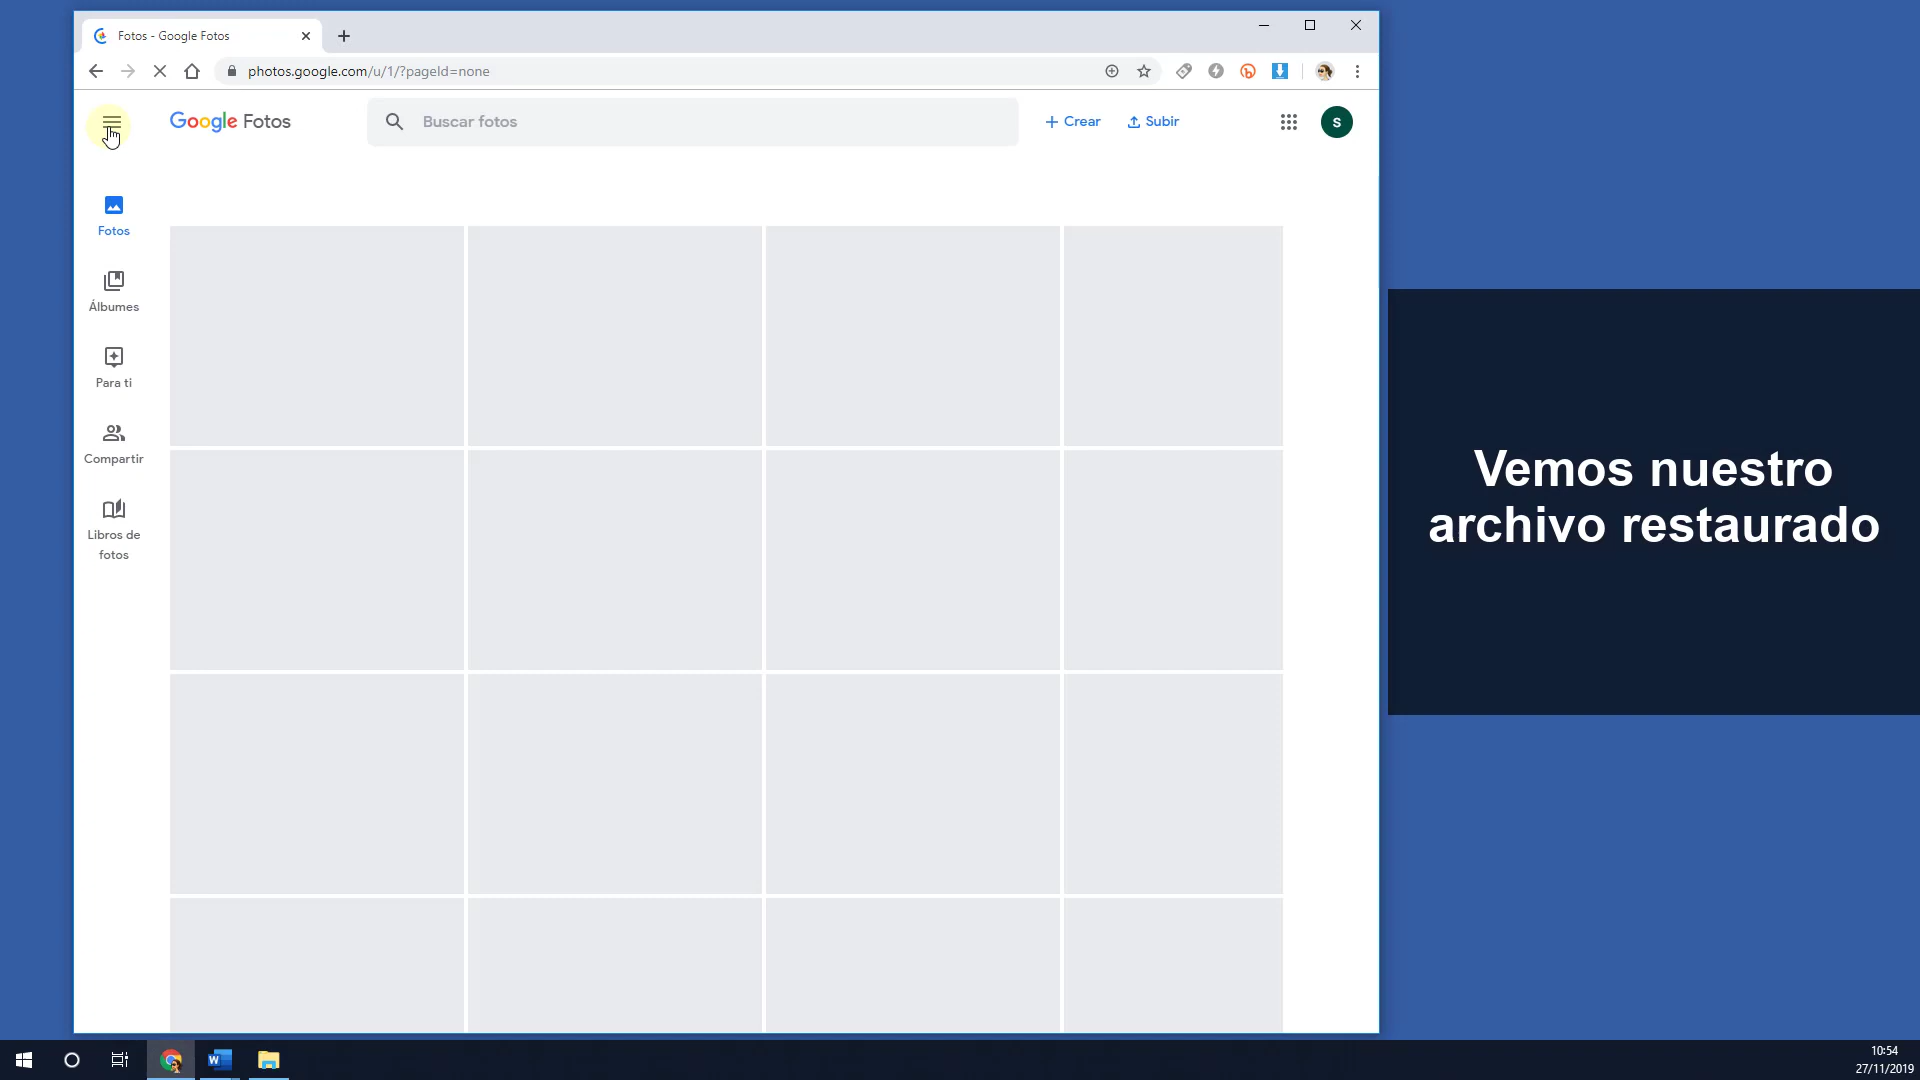 Fotos - Google Fotos
photos.google.com/u/1/?pageId=none
Google Fotos
Buscar fotos
Crear
Subir
S
Fotos
Álbumes
Para ti
Compartir
Libros de
fotos
Vemos nuestro
archivo restaurado
10:54
27/11/2019